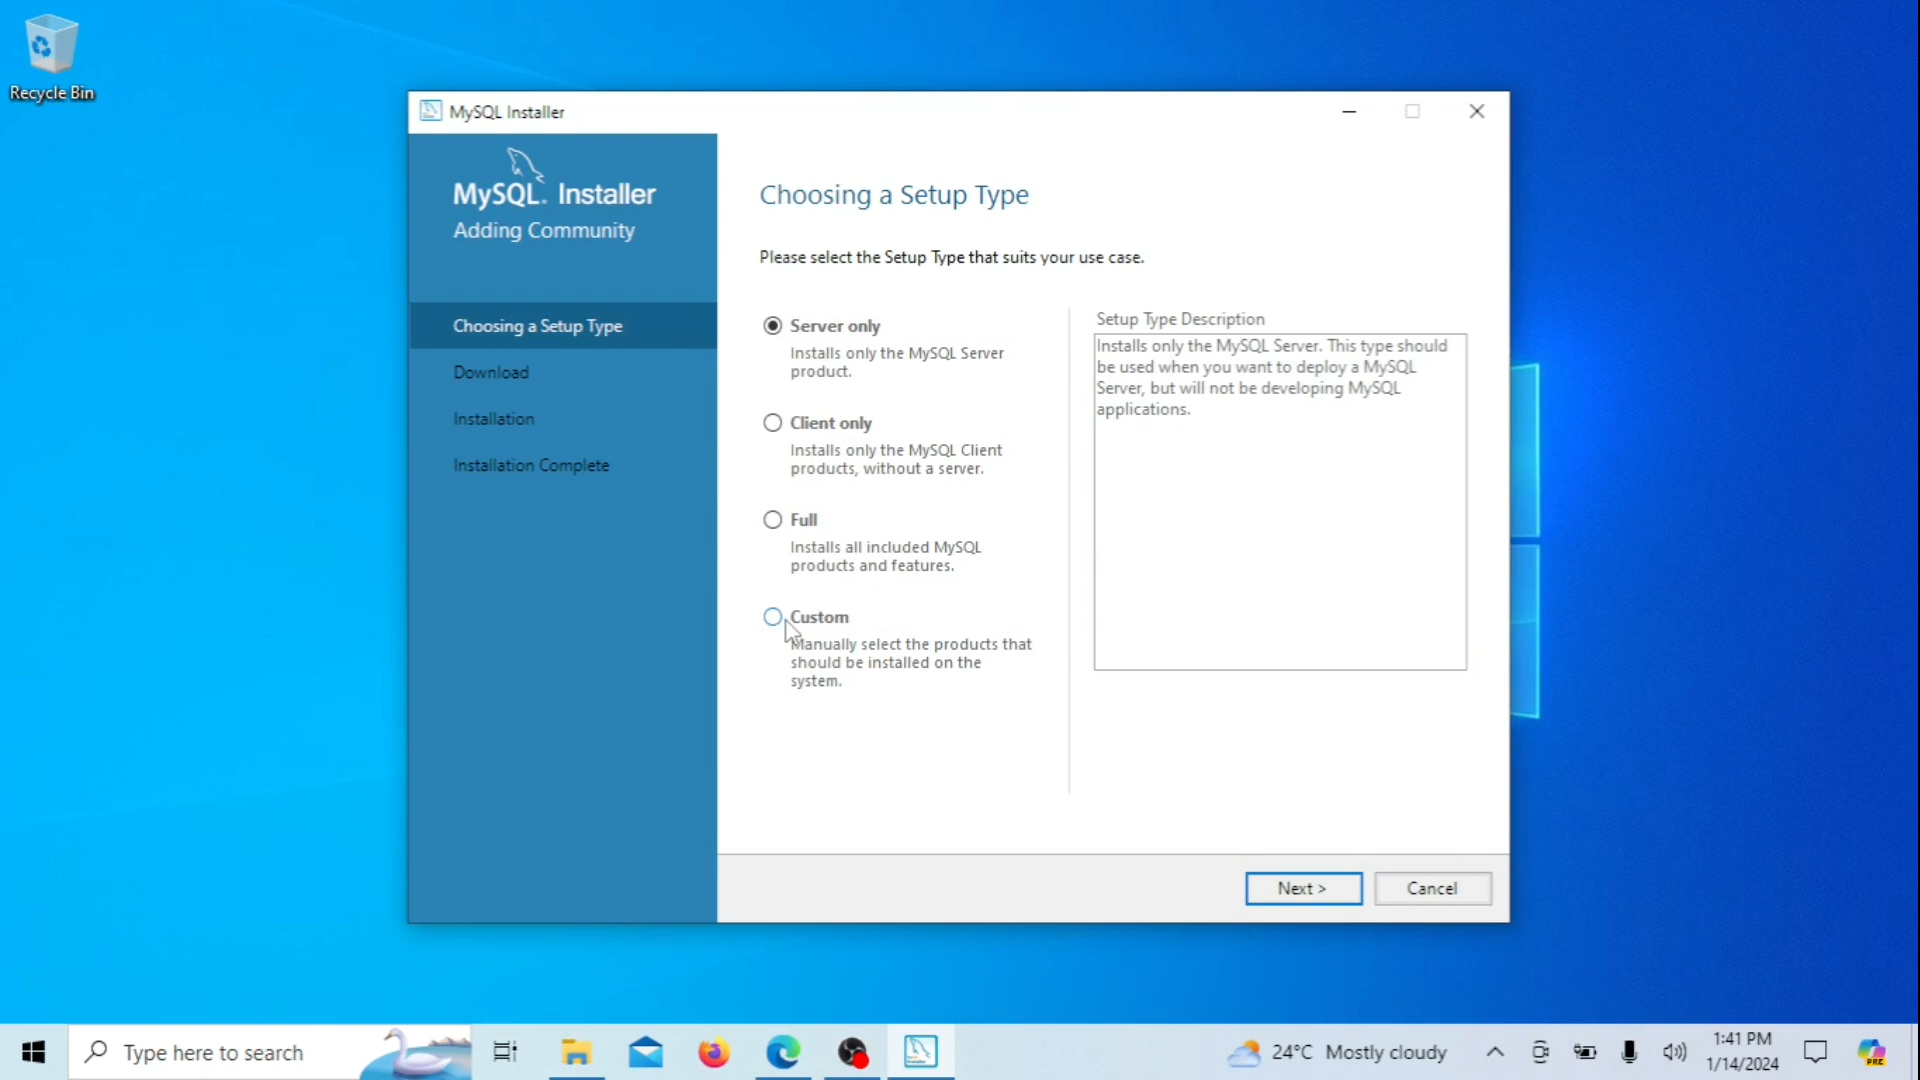 Recycle Bin
MySQL Installer
MySQL. Installer
Adding Community
Choosing a Setup Type
Download
Installation
Installation Complete
Choosing a Setup Type
Please select the Setup Type that suits your use case.
Server only
Installs only the MySQL Server
product.
Client only
Installs only the MySQL Client
products, without a server.
Full
Installs all included MySQL
products and features.
Custom
Manually select the products that
should be installed on the
system.
Setup Type Description
Installs only the MySQL Server. This type should
be used when you want to deploy a MySQL
Server, but will not be developing MySQL
applications.
Next >
Cancel
Type here to search
24°C Mostly cloudy
1:41 PM
1/14/2024
PRE